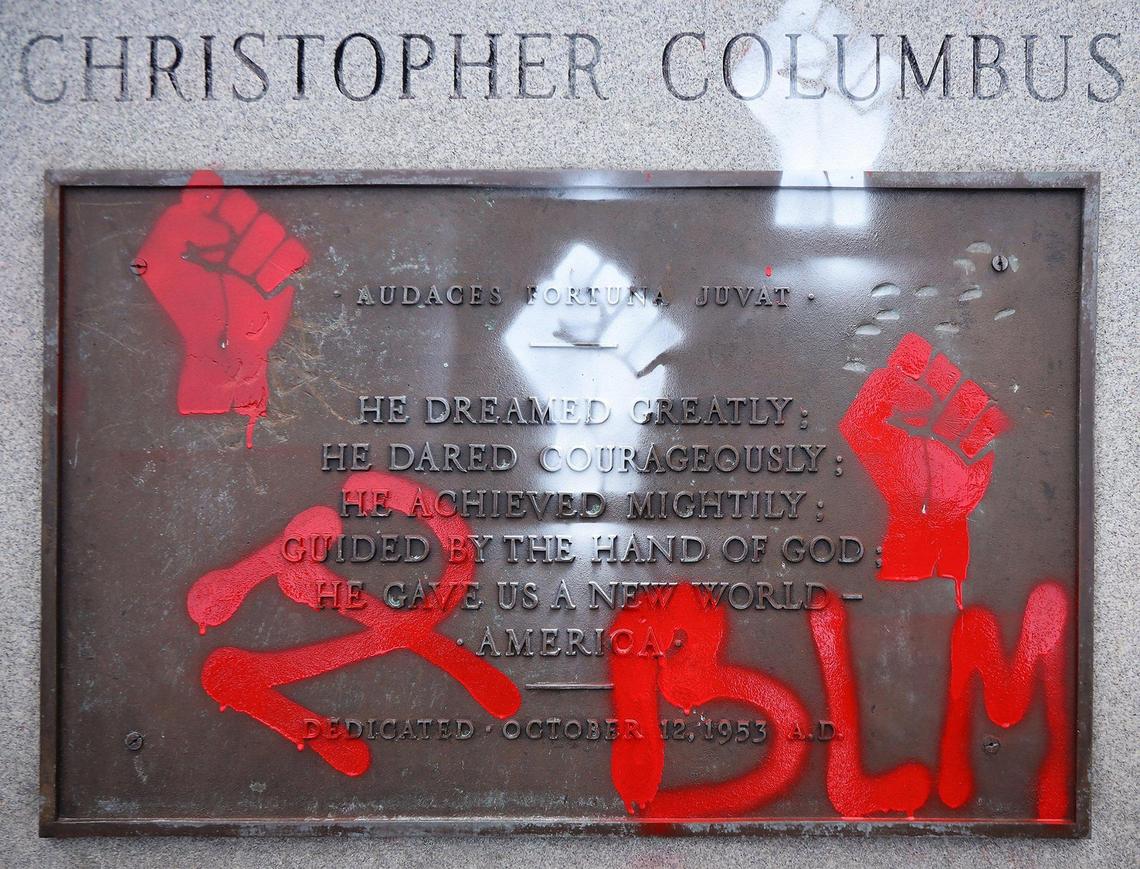 CHRISTOPHER COLUMBUS
· AUDACES FORTUNA JUVAT ·
HE DREAMED GREATLY;
HE DARED COURAGEOUSLY;
HE ACHIEVED MIGHTILY;
GUIDED BY THE HAND OF GOD;
HE GAVE US A NEW WORLD –
· AMERICA ·
DEDICATED · OCTOBER 12, 1953 A.D.
BLM